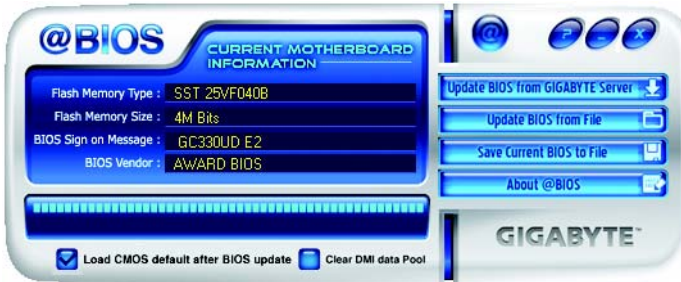 @BIOS
CURRENT MOTHERBOARD
INFORMATION
Flash Memory Type : SST 25VF040B
Flash Memory Size : 4M Bits
BIOS Sign on Message : GC330UD E2
BIOS Vendor : AWARD BIOS
Load CMOS default after BIOS update Clear DMI data Pool
@ ? - X
Update BIOS from GIGABYTE Server
Update BIOS from File
Save Current BIOS to File
About @BIOS
GIGABYTE™